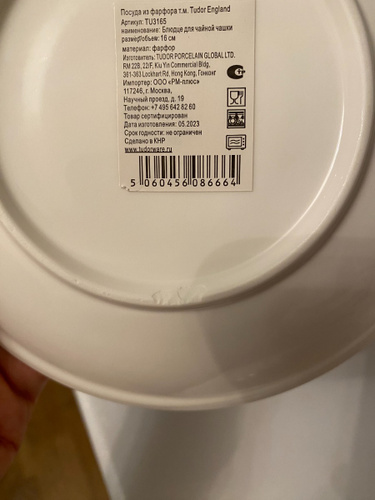 Посуда из фарфора т.м. Tudor England
Артикул: TU3165
наименование: Блюдце для чайной чашки
размер/объем: 16 см
материал: фарфор
Изготовитель: TUDOR PORCELAIN GLOBAL LTD.
RM 22B, 22/F, Kiu Yin Commercial Bldg,
361-363 Lockhart Rd, Hong Kong, Гонконг
Импортер: ООО «РМ-плюс»
117246, г. Москва,
Научный проезд, д. 19
Телефон: +7 495 642 82 60
Товар сертифицирован
Дата изготовления: 05.2023
Срок годности: не ограничен
Сделано в КНР
www.tudorware.ru
5 060456 086664